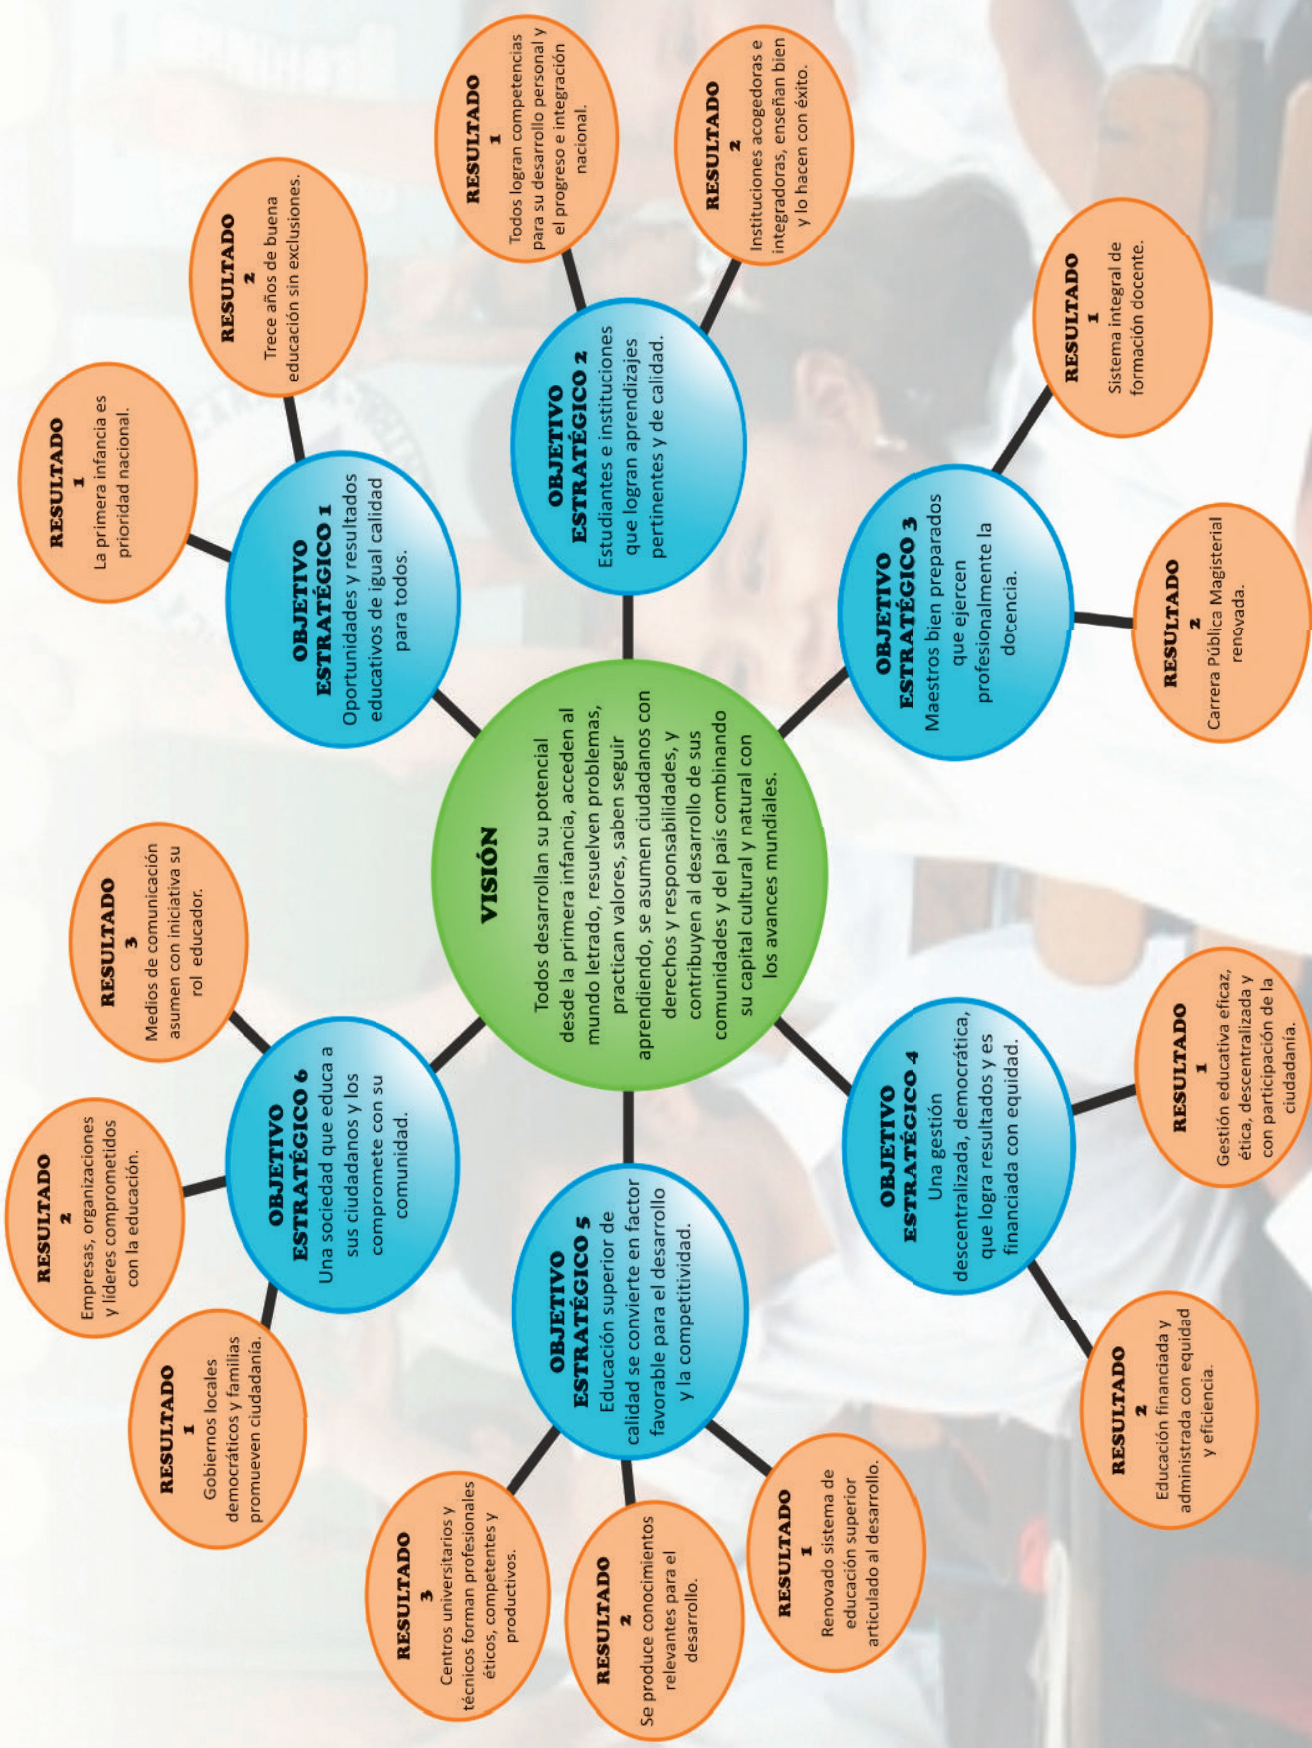 VISIÓN
Todos desarrollan su potencial
desde la primera infancia, acceden al
mundo letrado, resuelven problemas,
practican valores, saben seguir
aprendiendo, se asumen ciudadanos con
derechos y responsabilidades, y
contribuyen al desarrollo de sus
comunidades y del país combinando
su capital cultural y natural con
los avances mundiales.
OBJETIVO
ESTRATÉGICO 1
Oportunidades y resultados
educativos de igual calidad
para todos.
RESULTADO
1
La primera infancia es
prioridad nacional.
RESULTADO
2
Trece años de buena
educación sin exclusiones.
OBJETIVO
ESTRATÉGICO 2
Estudiantes e instituciones
que logran aprendizajes
pertinentes y de calidad.
RESULTADO
1
Todos logran competencias
para su desarrollo personal y
el progreso e integración
nacional.
RESULTADO
2
Instituciones acogedoras e
integradoras, enseñan bien
y lo hacen con éxito.
OBJETIVO
ESTRATÉGICO 3
Maestros bien preparados
que ejercen
profesionalmente la
docencia.
RESULTADO
1
Sistema integral de
formación docente.
RESULTADO
2
Carrera Pública Magisterial
renovada.
OBJETIVO
ESTRATÉGICO 4
Una gestión
descentralizada, democrática,
que logra resultados y es
financiada con equidad.
RESULTADO
1
Gestión educativa eficaz,
ética, descentralizada y
con participación de la
ciudadanía.
RESULTADO
2
Educación financiada y
administrada con equidad
y eficiencia.
OBJETIVO
ESTRATÉGICO 5
Educación superior de
calidad se convierte en factor
favorable para el desarrollo
y la competitividad.
RESULTADO
1
Renovado sistema de
educación superior
articulado al desarrollo.
RESULTADO
2
Se produce conocimientos
relevantes para el
desarrollo.
RESULTADO
3
Centros universitarios y
técnicos forman profesionales
éticos, competentes y
productivos.
OBJETIVO
ESTRATÉGICO 6
Una sociedad que educa a
sus ciudadanos y los
compromete con su
comunidad.
RESULTADO
1
Gobiernos locales
democráticos y familias
promueven ciudadanía.
RESULTADO
2
Empresas, organizaciones
y líderes comprometidos
con la educación.
RESULTADO
3
Medios de comunicación
asumen con iniciativa su
rol educador.